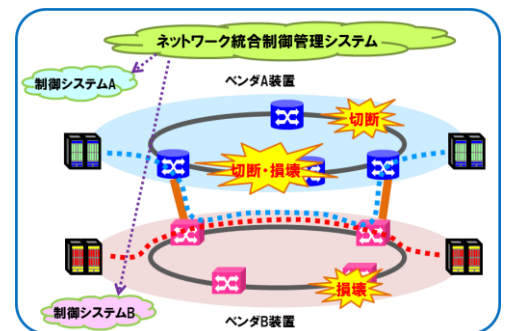 ネットワーク統合制御管理システム
制御システムA
ベンダA装置
切断
切断・損壊
損壊
制御システムB
ベンダB装置